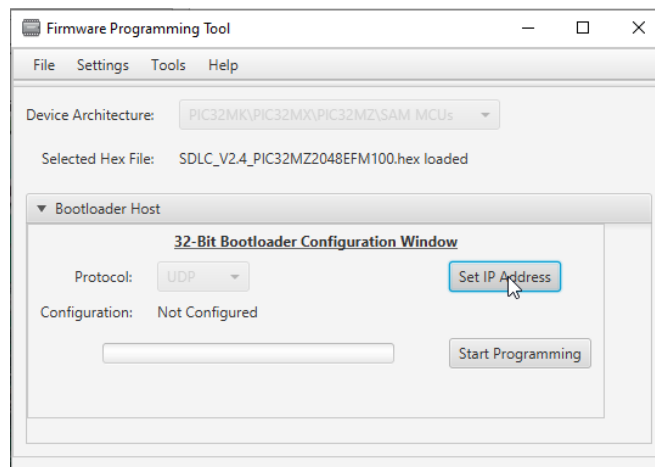 Firmware Programming Tool
File Settings Tools Help
Device Architecture: PIC32MK\PIC32MX\PIC32MZ\SAM MCUs
Selected Hex File: SDLC_V2.4_PIC32MZ2048EFM100.hex loaded
Bootloader Host
32-Bit Bootloader Configuration Window
Protocol: UDP Set IP Address
Configuration: Not Configured
Start Programming